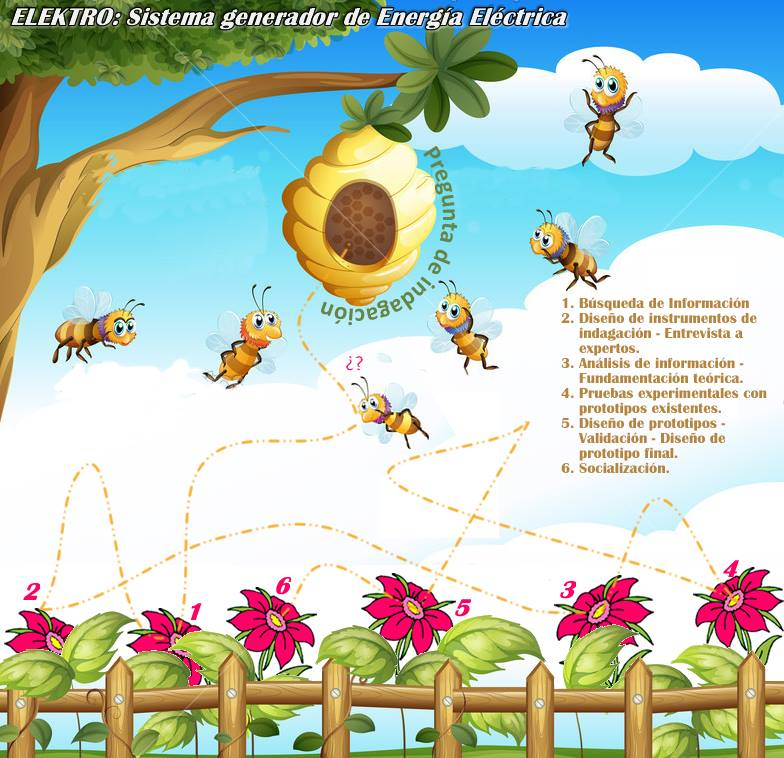 ELEKTRO: Sistema generador de Energía Eléctrica
Pregunta de indagación
1. Búsqueda de Información
2. Diseño de instrumentos de
indagación - Entrevista a
expertos.
3. Análisis de información -
Fundamentación teórica.
4. Pruebas experimentales con
prototipos existentes.
5. Diseño de prototipos -
Validación - Diseño de
prototipo final.
6. Socialización.
¿?
2
1
6
5
3
4